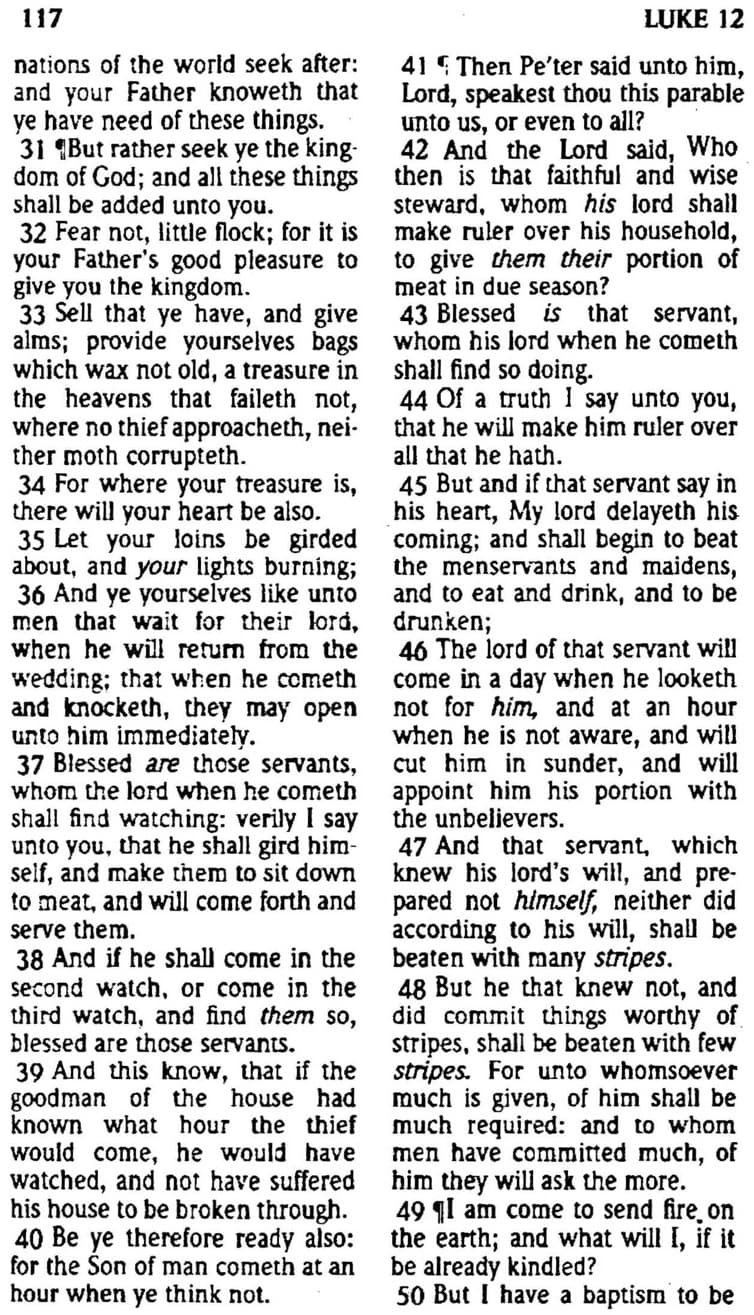 117
LUKE 12
nations of the world seek after:
and your Father knoweth that
ye have need of these things.
31 ¶But rather seek ye the king-
dom of God; and all these things
shall be added unto you.
32 Fear not, little flock; for it is
your Father's good pleasure to
give you the kingdom.
33 Sell that ye have, and give
alms; provide yourselves bags
which wax not old, a treasure in
the heavens that faileth not,
where no thief approacheth, nei-
ther moth corrupteth.
34 For where your treasure is,
there will your heart be also.
35 Let your loins be girded
about, and your lights burning;
36 And ye yourselves like unto
men that wait for their lord,
when he will return from the
wedding; that when he cometh
and knocketh, they may open
unto him immediately.
37 Blessed are those servants,
whom the lord when he cometh
shall find watching: verily I say
unto you, that he shall gird him-
self, and make them to sit down
to meat, and will come forth and
serve them.
38 And if he shall come in the
second watch, or come in the
third watch, and find them so,
blessed are those servants.
39 And this know, that if the
goodman of the house had
known what hour the thief
would come, he would have
watched, and not have suffered
his house to be broken through.
40 Be ye therefore ready also:
for the Son of man cometh at an
hour when ye think not.
41 ¶ Then Pe'ter said unto him,
Lord, speakest thou this parable
unto us, or even to all?
42 And the Lord said, Who
then is that faithful and wise
steward, whom his lord shall
make ruler over his household,
to give them their portion of
meat in due season?
43 Blessed is that servant,
whom his lord when he cometh
shall find so doing.
44 Of a truth I say unto you,
that he will make him ruler over
all that he hath.
45 But and if that servant say in
his heart, My lord delayeth his
coming; and shall begin to beat
the menservants and maidens,
and to eat and drink, and to be
drunken;
46 The lord of that servant will
come in a day when he looketh
not for him, and at an hour
when he is not aware, and will
cut him in sunder, and will
appoint him his portion with
the unbelievers.
47 And that servant, which
knew his lord's will, and pre-
pared not himself, neither did
according to his will, shall be
beaten with many stripes.
48 But he that knew not, and
did commit things worthy of
stripes, shall be beaten with few
stripes. For unto whomsoever
much is given, of him shall be
much required: and to whom
men have committed much, of
him they will ask the more.
49 ¶I am come to send fire on
the earth; and what will I, if it
be already kindled?
50 But I have a baptism to be